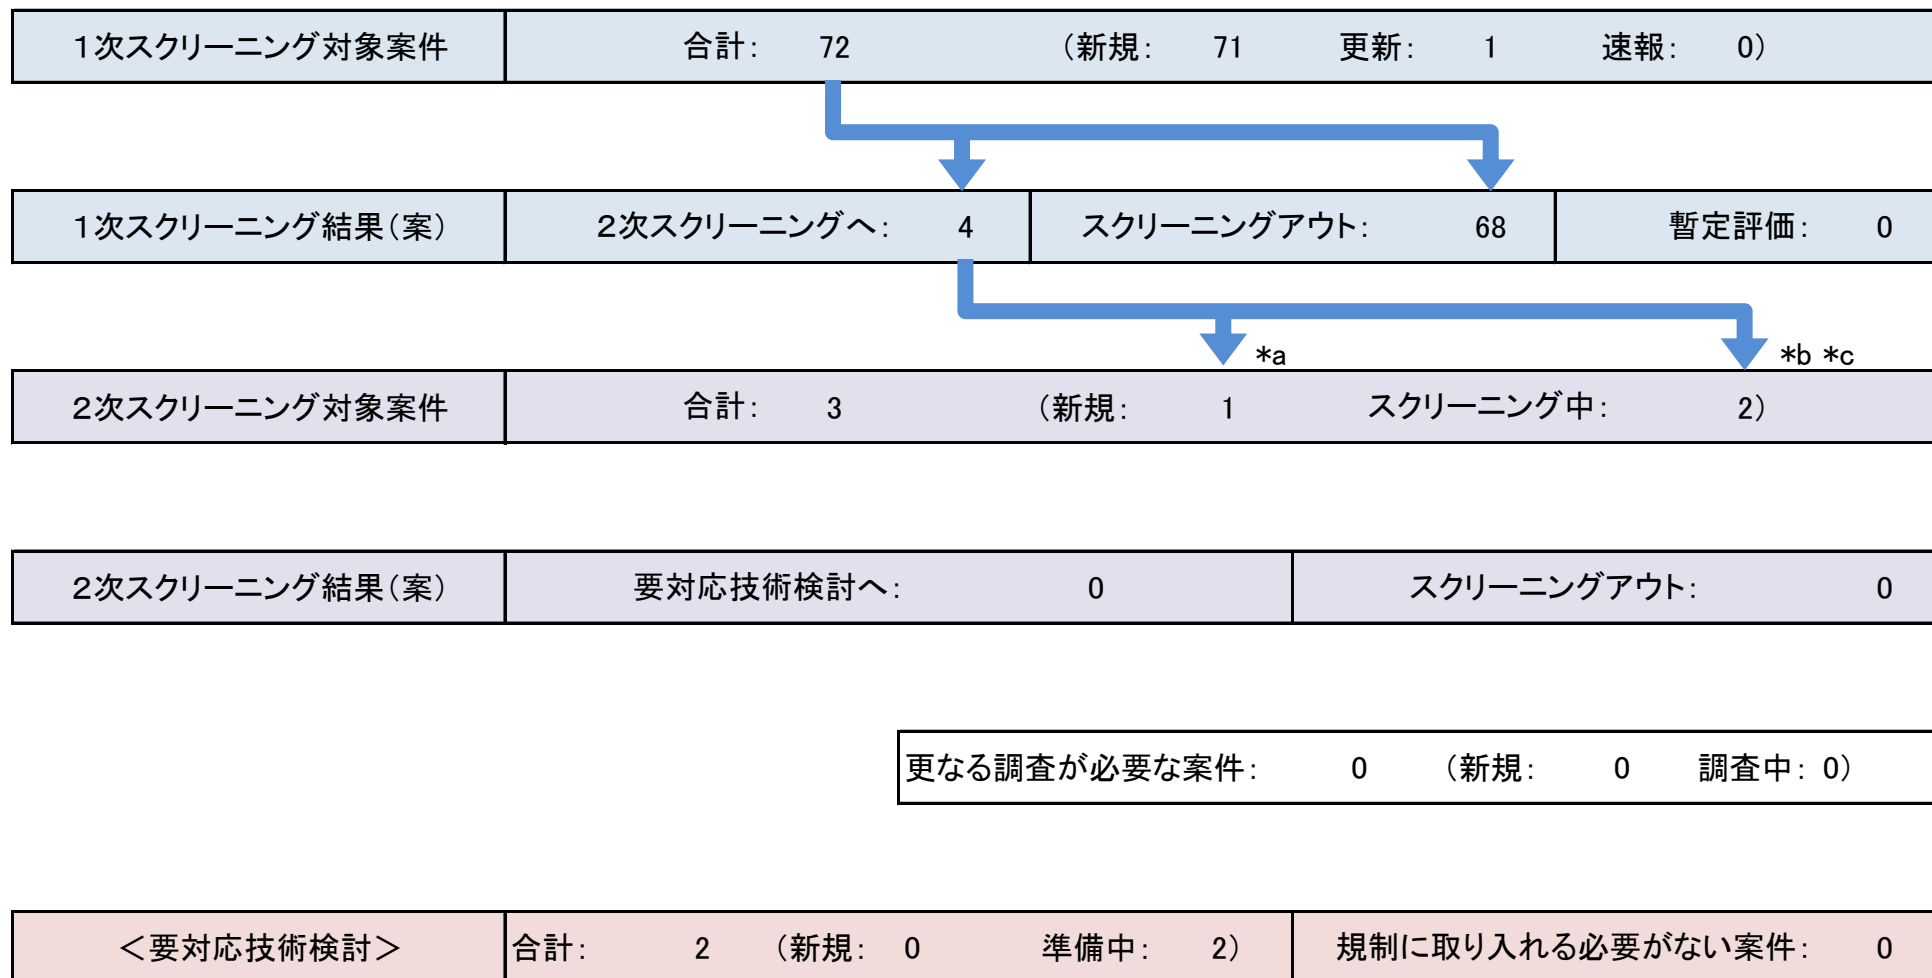 １次スクリーニング対象案件 合計： 72 （新規： 71 更新： 1 速報： 0）
１次スクリーニング結果（案） ２次スクリーニングへ： 4 スクリーニングアウト： 68 暫定評価： 0
*a *b *c
２次スクリーニング対象案件 合計： 3 （新規： 1 スクリーニング中： 2）
２次スクリーニング結果（案） 要対応技術検討へ： 0 スクリーニングアウト： 0
更なる調査が必要な案件： 0 （新規： 0 調査中： 0）
＜要対応技術検討＞ 合計： 2 （新規： 0 準備中： 2） 規制に取り入れる必要がない案件： 0